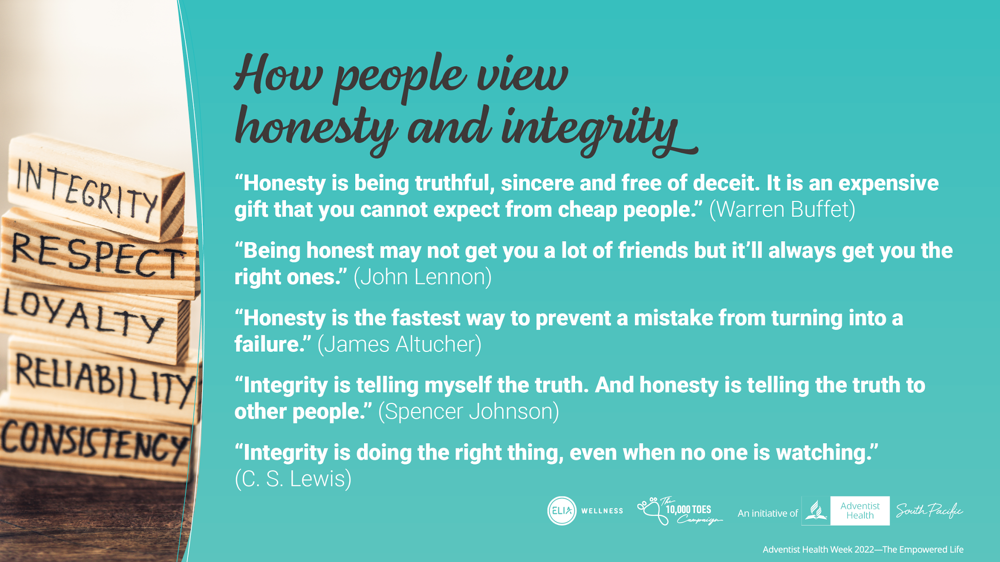 How people view
honesty and integrity
“Honesty is being truthful, sincere and free of deceit. It is an expensive
gift that you cannot expect from cheap people.” (Warren Buffet)
“Being honest may not get you a lot of friends but it’ll always get you the
right ones.” (John Lennon)
“Honesty is the fastest way to prevent a mistake from turning into a
failure.” (James Altucher)
“Integrity is telling myself the truth. And honesty is telling the truth to
other people.” (Spencer Johnson)
“Integrity is doing the right thing, even when no one is watching.”
(C. S. Lewis)
INTEGRITY
RESPECT
LOYALTY
RELIABILITY
CONSISTENCY
ELIA WELLNESS
The
10,000 TOES
Campaign
An initiative of
Adventist
Health
South Pacific
Adventist Health Week 2022—The Empowered Life